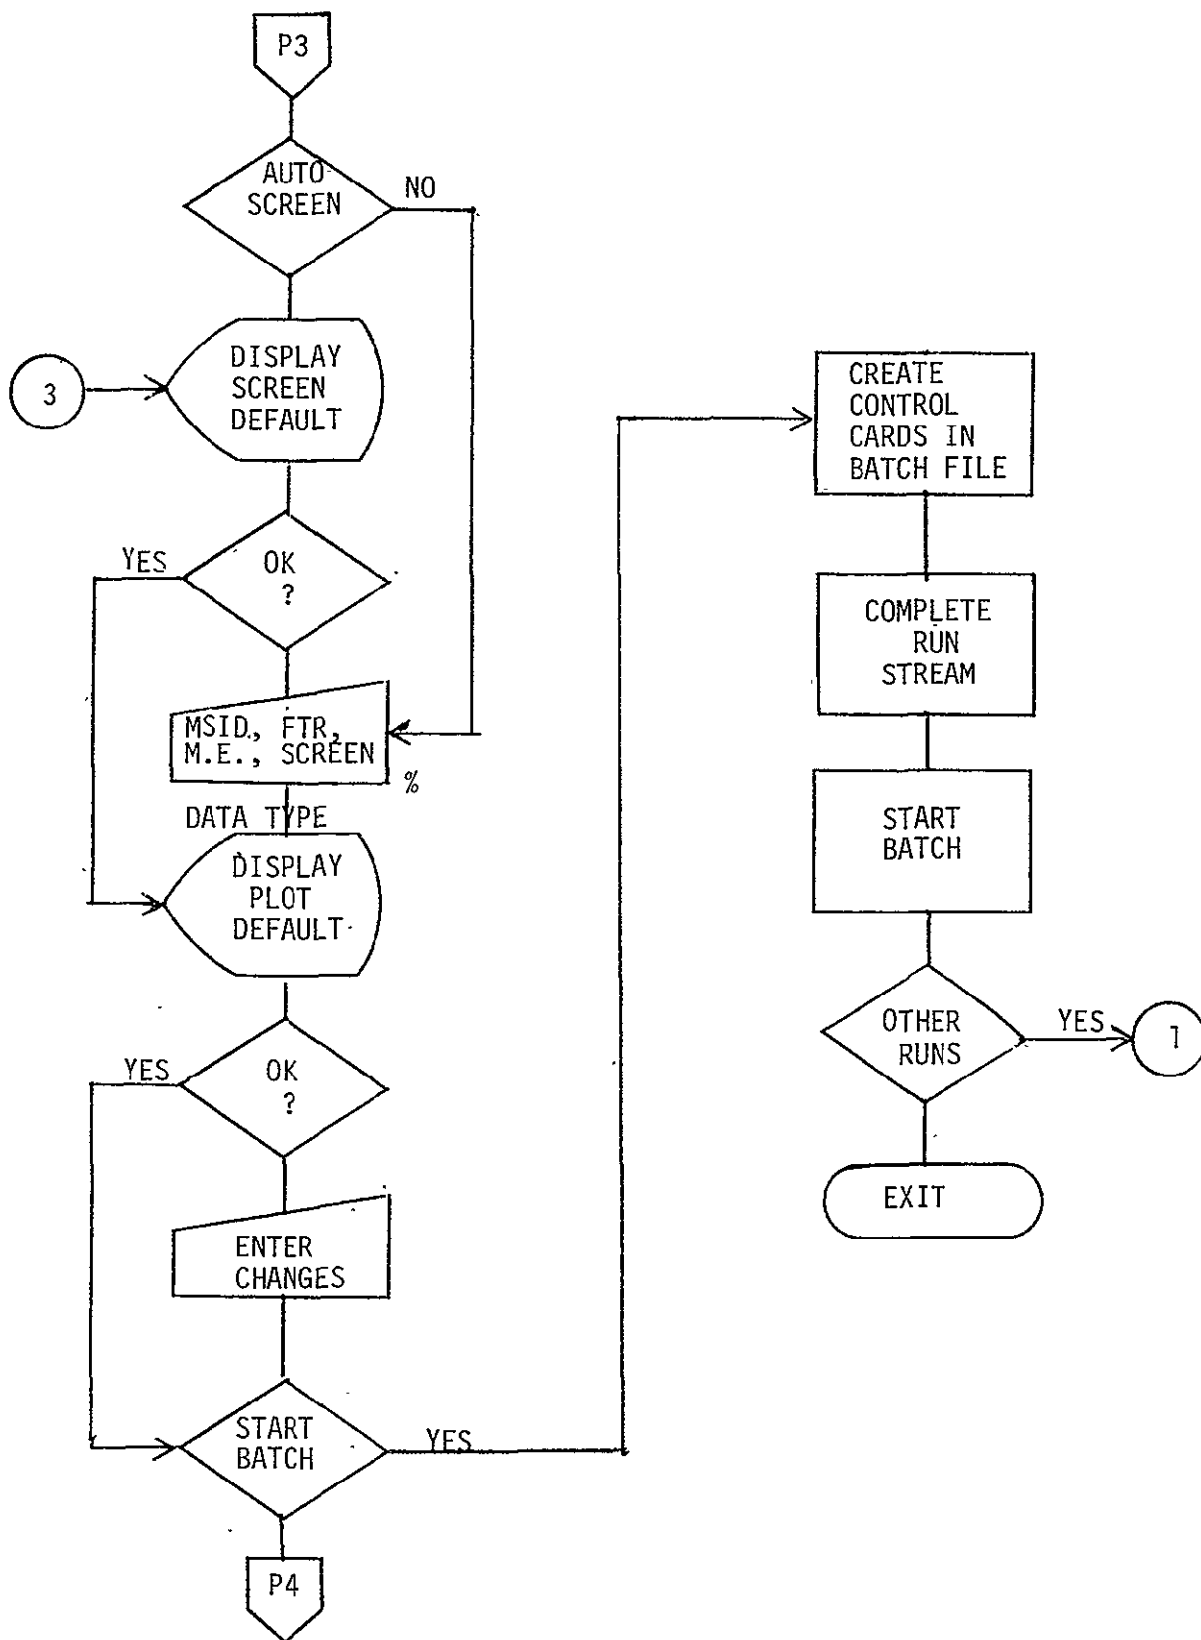 P3
AUTO
SCREEN
NO
3
DISPLAY
SCREEN
DEFAULT
YES
OK
?
MSID., FTR,
M.E., SCREEN
%
DATA TYPE
DISPLAY
PLOT
DEFAULT
YES
OK
?
ENTER
CHANGES
START
BATCH
YES
P4
CREATE
CONTROL
CARDS IN
BATCH FILE
COMPLETE
RUN
STREAM
START
BATCH
OTHER
RUNS
YES
1
EXIT